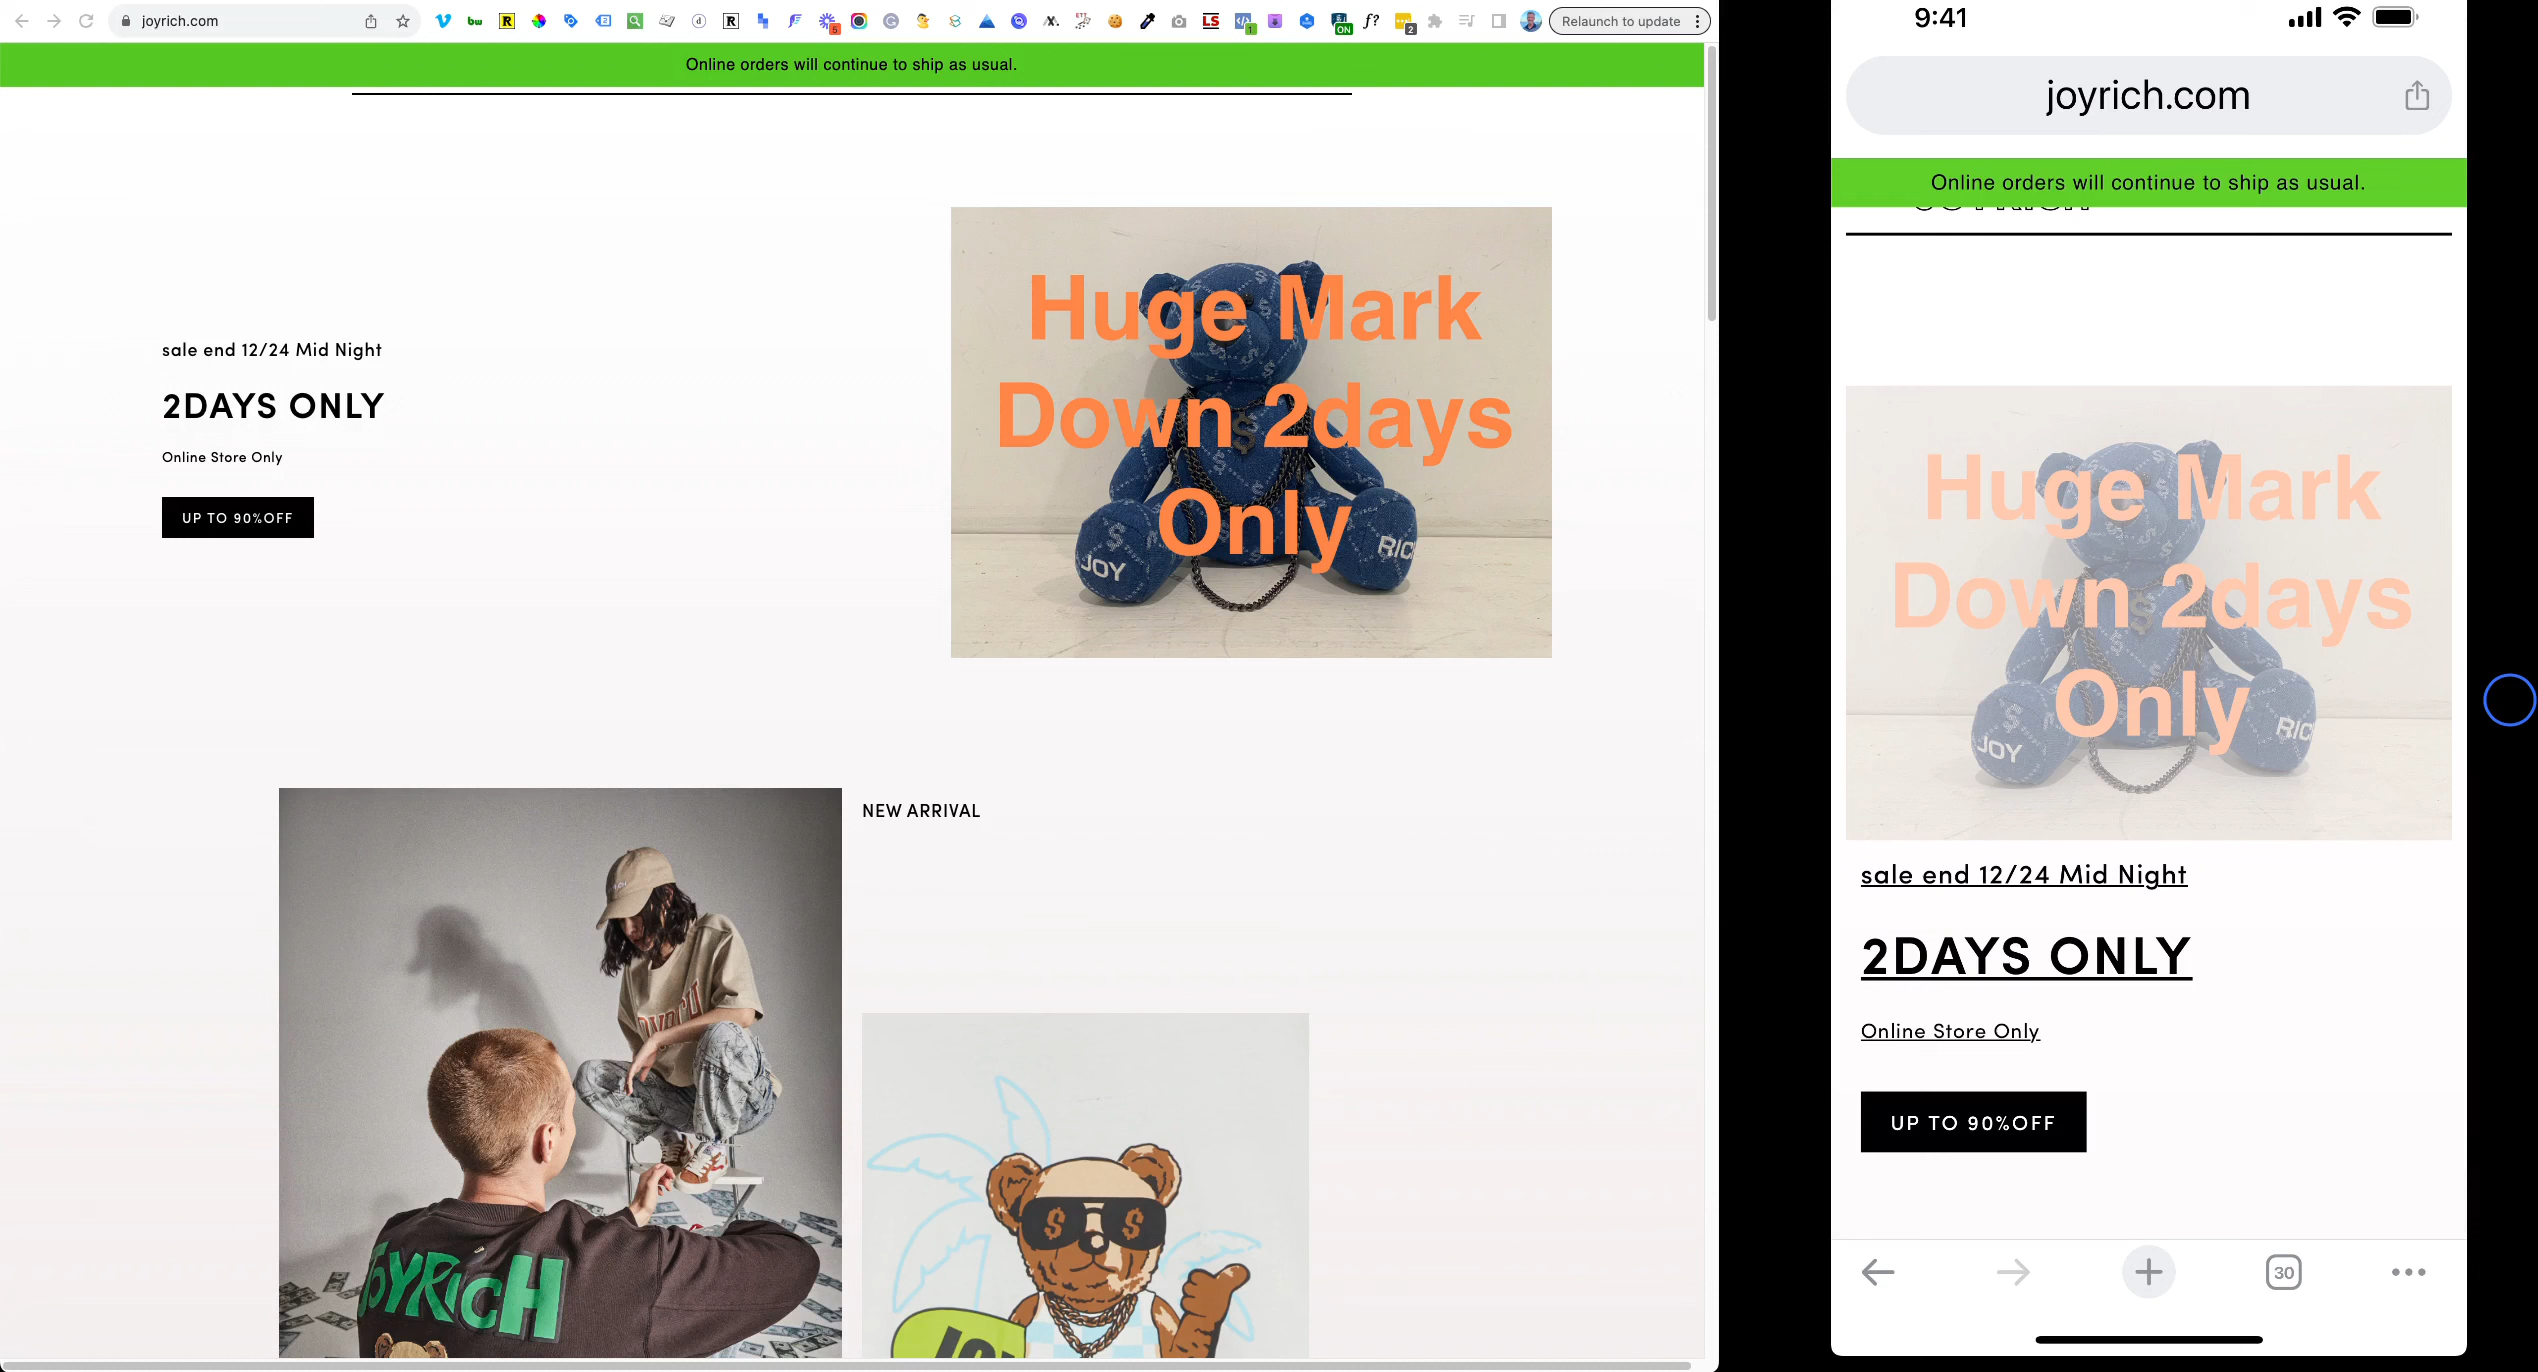 joyrich.com
Relaunch to update
Online orders will continue to ship as usual.
sale end 12/24 Mid Night
2DAYS ONLY
Online Store Only
UP TO 90%OFF
Huge Mark
Down 2days
Only
JOY
RIC
NEW ARRIVAL
JOYRICH
9:41
joyrich.com
Online orders will continue to ship as usual.
Huge Mark
Down 2days
Only
JOY
RIC
sale end 12/24 Mid Night
2DAYS ONLY
Online Store Only
UP TO 90%OFF
30